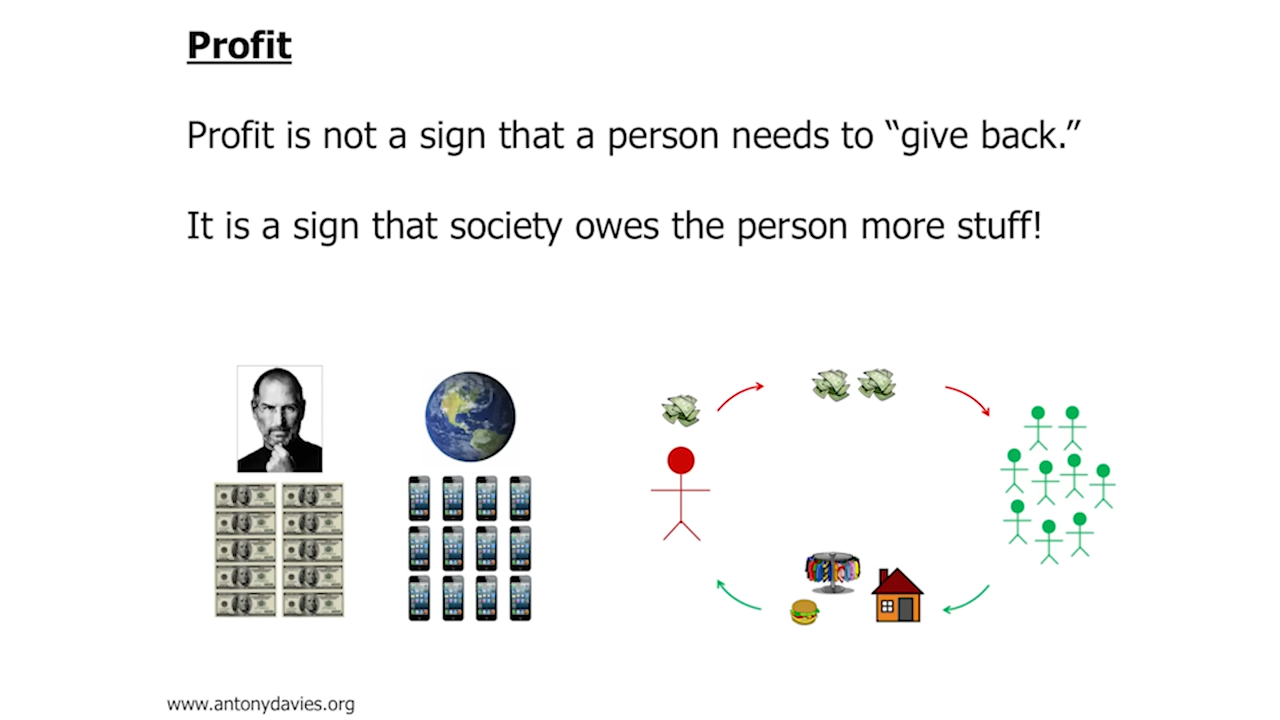 Profit
Profit is not a sign that a person needs to “give back.”
It is a sign that society owes the person more stuff!
www.antonydavies.org